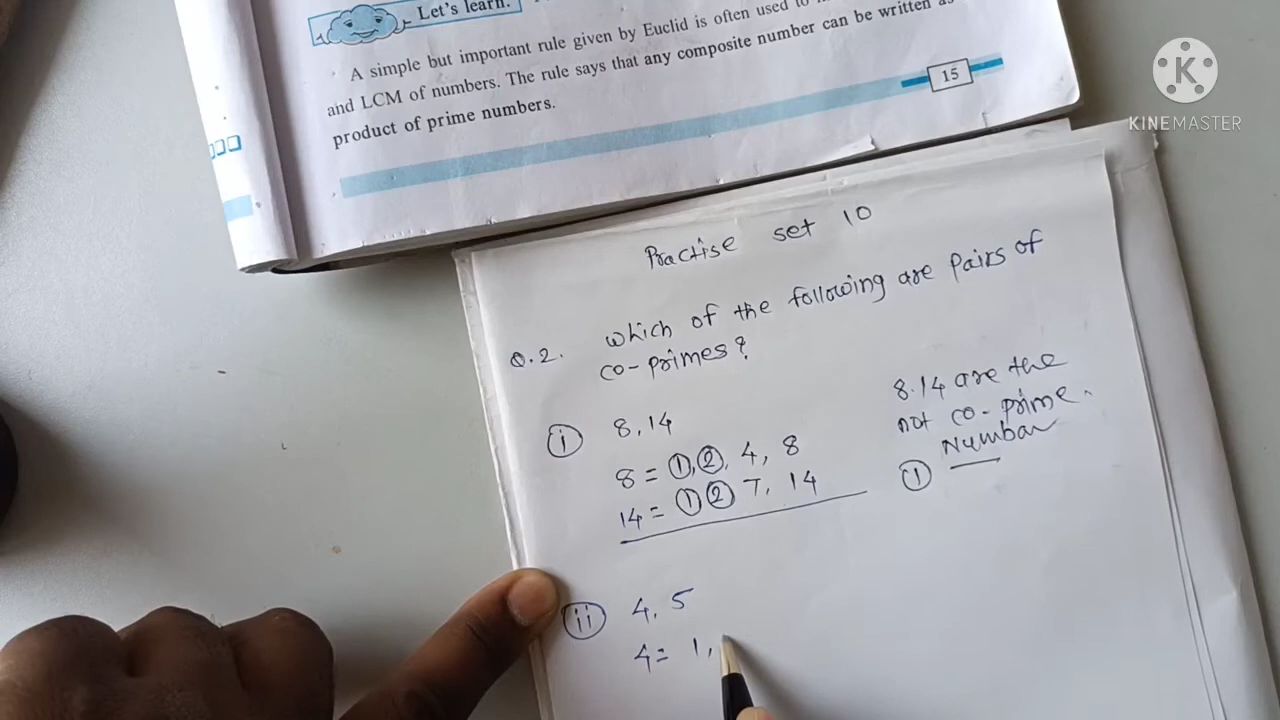 Let's learn.
A simple but important rule given by Euclid is often used to
and LCM of numbers. The rule says that any composite number can be written as
product of prime numbers.
15
KINEMASTER
Practise set 10
Q.2. which of the following are pairs of
co-primes?
i 8, 14
8 = 1, 2, 4, 8
14 = 1 2 7, 14
8.14 are the
not co-prime.
Number
1
ii 4, 5
4 = 1,